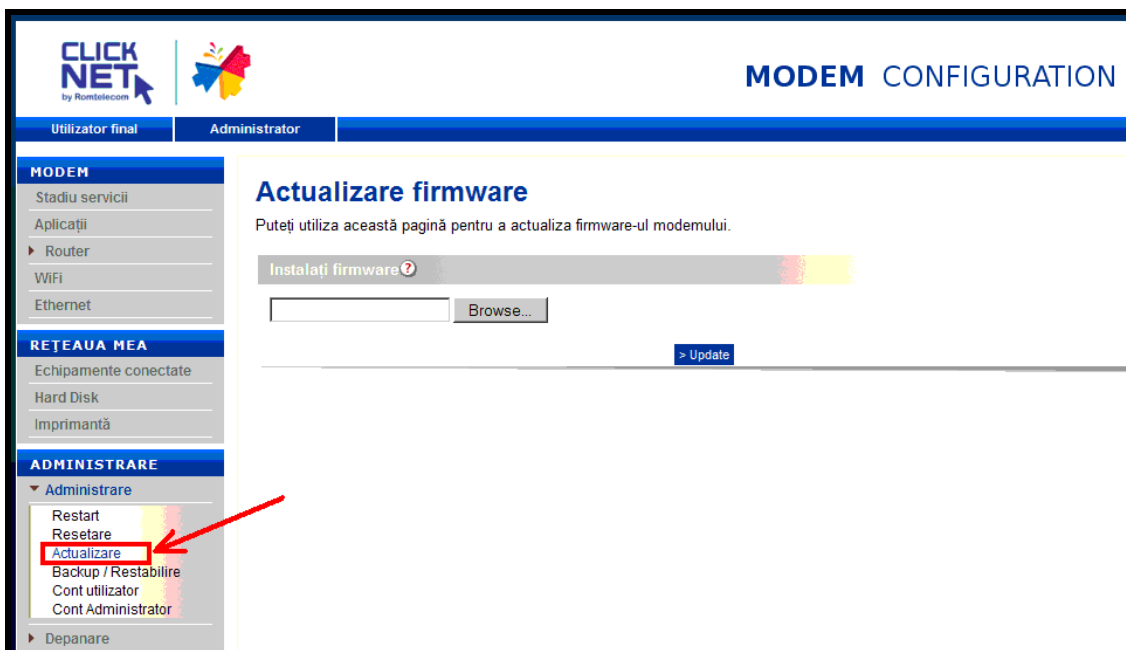 CLICK
NET
by Romtelecom
MODEM CONFIGURATION
Utilizator final
Administrator
MODEM
Stadiu servicii
Aplicații
Router
WiFi
Ethernet
REȚEAUA MEA
Echipamente conectate
Hard Disk
Imprimantă
ADMINISTRARE
Administrare
Restart
Resetare
Actualizare
Backup / Restabilire
Cont utilizator
Cont Administrator
Depanare
Actualizare firmware
Puteți utiliza această pagină pentru a actualiza firmware-ul modemului.
Instalați firmware?
Browse...
> Update